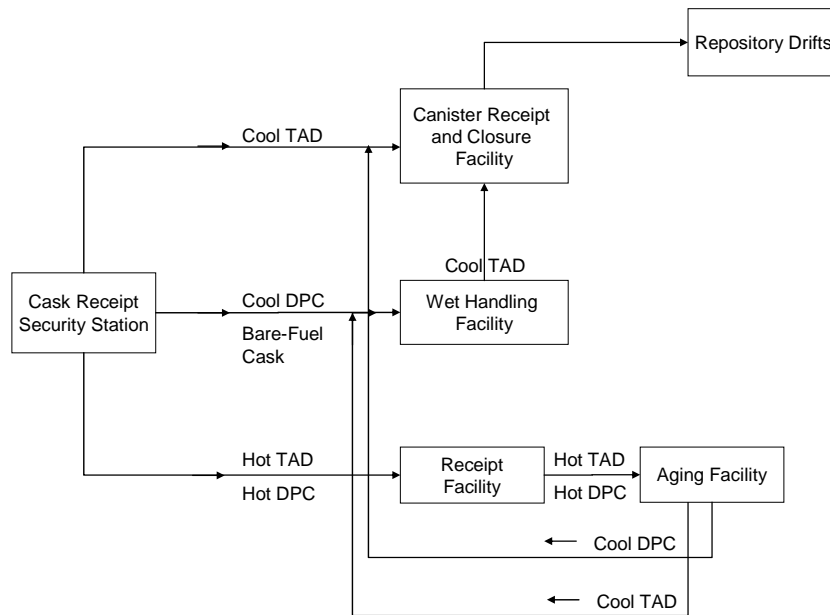 Repository Drifts
Canister Receipt
and Closure
Facility
Cool TAD
Cool TAD
Cask Receipt
Security Station
Cool DPC
Bare-Fuel
Cask
Wet Handling
Facility
Hot TAD
Hot DPC
Receipt
Facility
Hot TAD
Hot DPC
Aging Facility
Cool DPC
Cool TAD